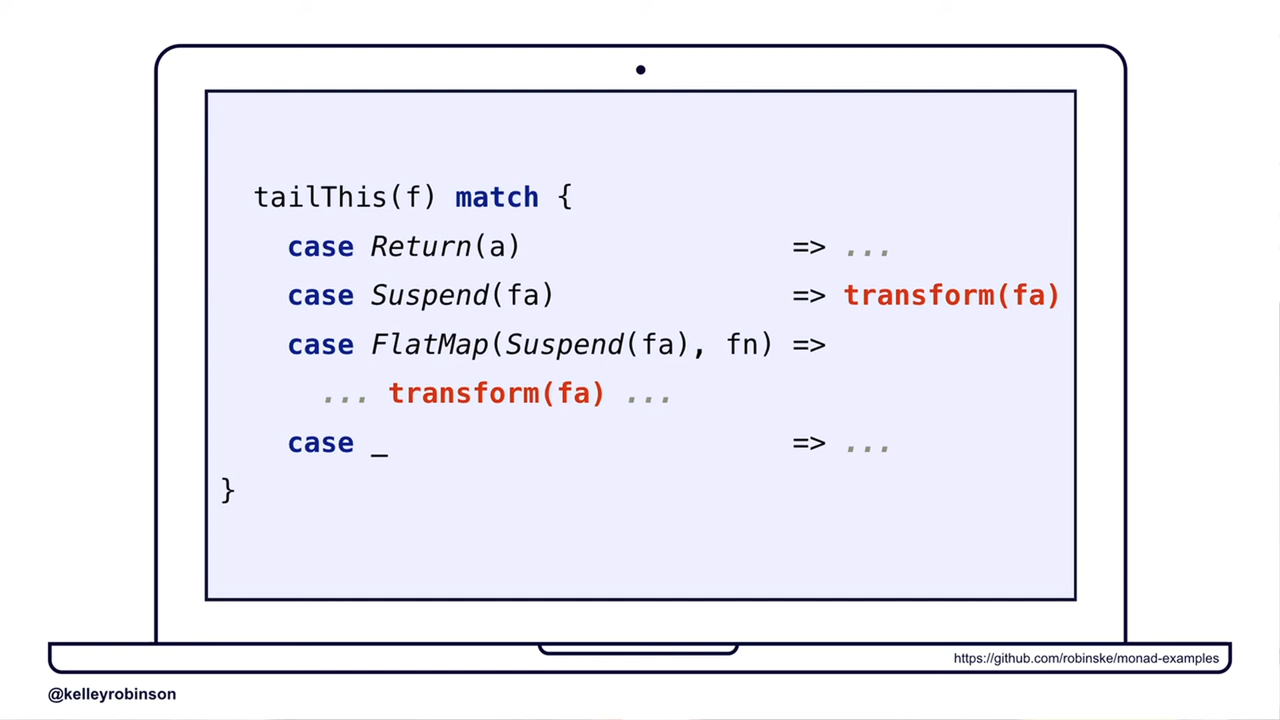 tailThis(f) match {
case Return(a) => ...
case Suspend(fa) => transform(fa)
case FlatMap(Suspend(fa), fn) =>
... transform(fa) ...
case _ => ...
}
https://github.com/robinske/monad-examples
@kelleyrobinson